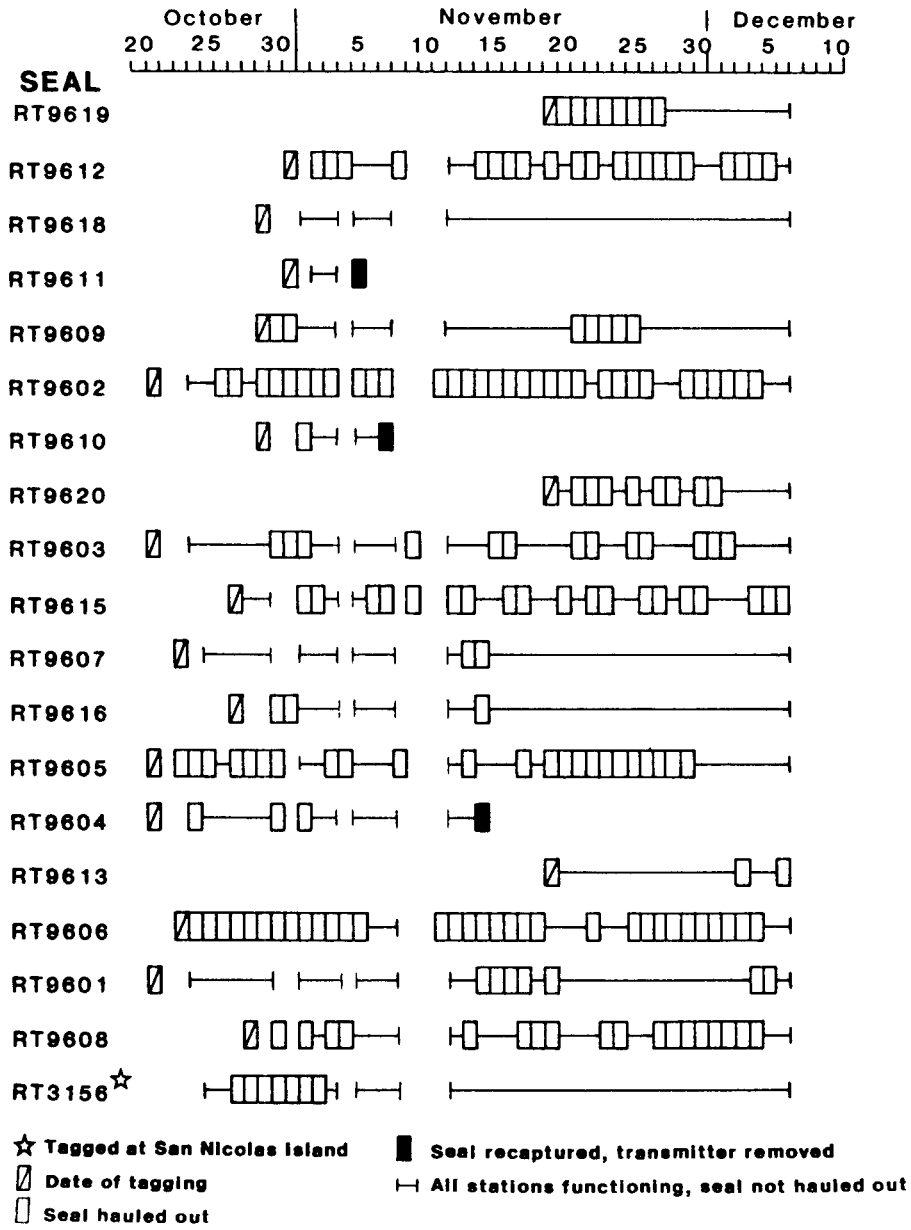 October November December
20 25 30 5 10 15 20 25 30 5 10
SEAL
RT9619
RT9612
RT9618
RT9611
RT9609
RT9602
RT9610
RT9620
RT9603
RT9615
RT9607
RT9616
RT9605
RT9604
RT9613
RT9606
RT9601
RT9608
RT3156☆
☆ Tagged at San Nicolas Island
Date of tagging
Seal hauled out
Seal recaptured, transmitter removed
All stations functioning, seal not hauled out